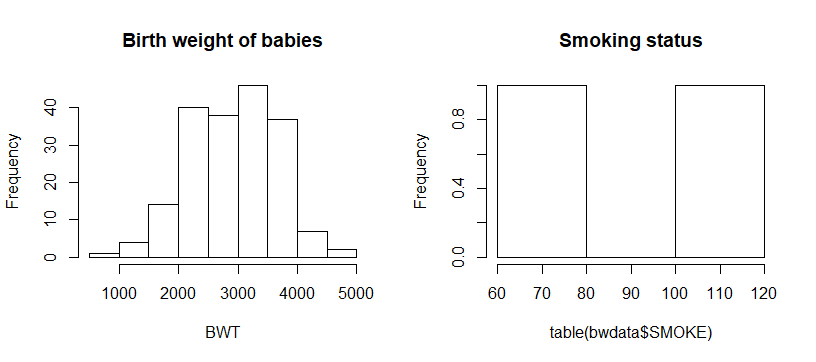 Birth weight of babies
Frequency
0 10 20 30 40
1000 2000 3000 4000 5000
BWT
Smoking status
Frequency
0.0 0.4 0.8
60 70 80 90 100 110 120
table(bwdata$SMOKE)